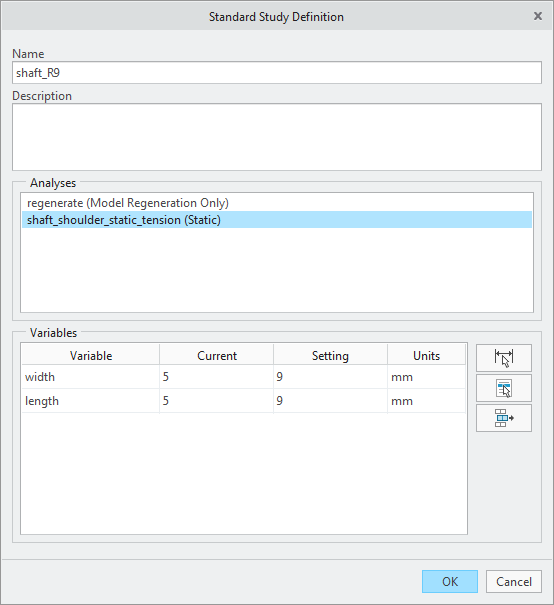 Standard Study Definition
Name
shaft_R9
Description
Analyses
regenerate (Model Regeneration Only)
shaft_shoulder_static_tension (Static)
Variables
Variable Current Setting Units
width 5 9 mm
length 5 9 mm
OK Cancel